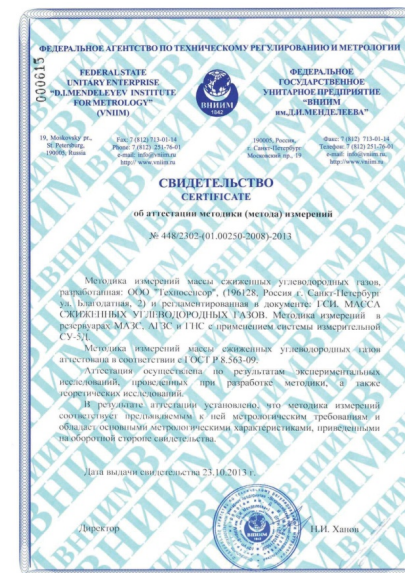 ФЕДЕРАЛЬНОЕ АГЕНТСТВО ПО ТЕХНИЧЕСКОМУ РЕГУЛИРОВАНИЮ И МЕТРОЛОГИИ
000615
FEDERAL STATE
UNITARY ENTERPRISE
"D.I.MENDELEYEV INSTITUTE
FOR METROLOGY"
(VNIIM)
ВНИИМ
1842
ФЕДЕРАЛЬНОЕ
ГОСУДАРСТВЕННОЕ
УНИТАРНОЕ ПРЕДПРИЯТИЕ
"ВНИИМ
им.Д.И.МЕНДЕЛЕЕВА"
19, Moskovsky pr.,
St. Petersburg,
190005, Russia
Fax: 7 (812) 713-01-14
Phone: 7 (812) 251-76-01
e-mail: info@vniim.ru
http://www.vniim.ru
190005, Россия,
г. Санкт-Петербург
Московский пр., 19
Факс: 7 (812) 713-01-14
Телефон: 7 (812) 251-76-01
e-mail: info@vniim.ru
http://www.vniim.ru
СВИДЕТЕЛЬСТВО
CERTIFICATE
об аттестации методики (метода) измерений
№ 448/2302-(01.00250-2008)-2013
Методика измерений массы сжиженных углеводородных газов,
разработанная: ООО "Техносенсор", (196128, Россия г. Санкт-Петербург
ул. Благодатная, 2) и регламентированная в документе: ГСИ. МАССА
СЖИЖЕННЫХ УГЛЕВОДОРОДНЫХ ГАЗОВ. Методика измерений в
резервуарах МАЗС, АГЗС и ГНС с применением системы измерительной
СУ-5Д.
Методика измерений массы сжиженных углеводородных газов
аттестована в соответствии с ГОСТ Р 8.563-09.
Аттестация осуществлена по результатам экспериментальных
исследований, проведенных при разработке методики, а также
теоретических исследований.
В результате аттестации установлено, что методика измерений
соответствует предъявляемым к ней метрологическим требованиям и
обладает основными метрологическими характеристиками, приведенными
на оборотной стороне свидетельства.
Дата выдачи свидетельства 23.10.2013 г.
Директор
ВНИИМ
Н.И. Ханов